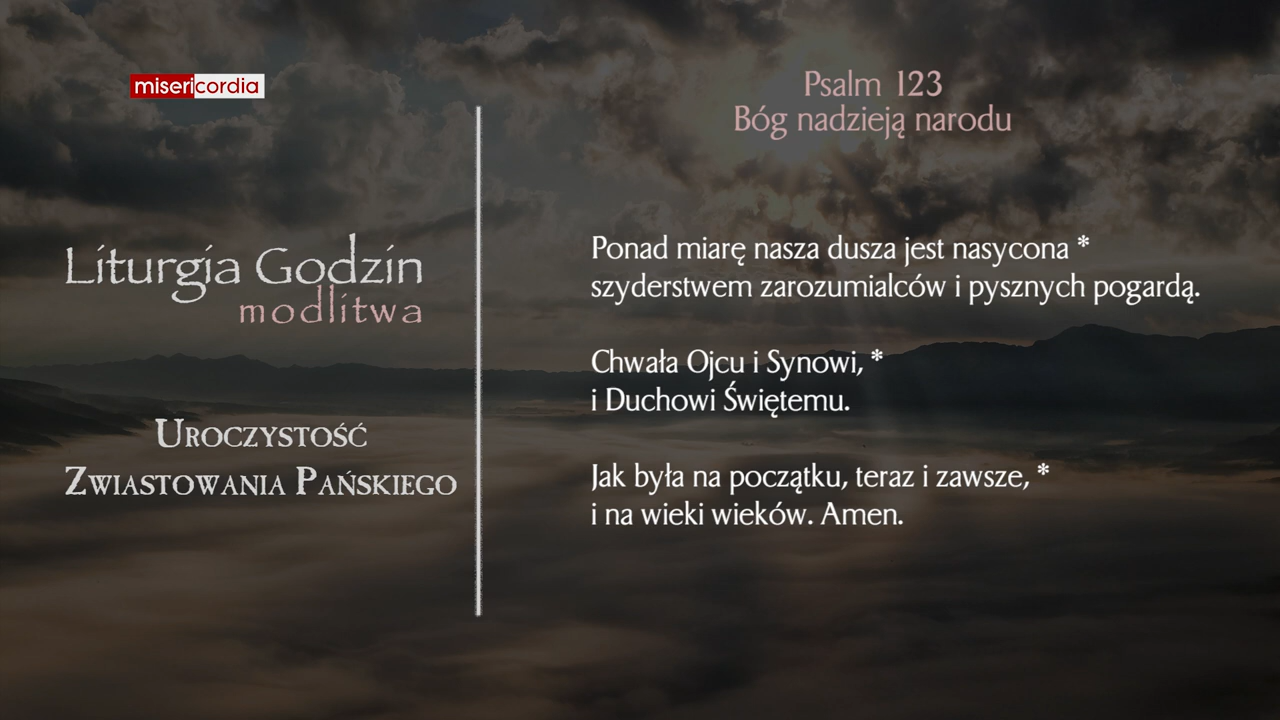 misericordia
Liturgia Godzin
modlitwa
Uroczystość
Zwiastowania Pańskiego
Psalm 123
Bóg nadzieją narodu
Ponad miarę nasza dusza jest nasycona *
szyderstwem zarozumialców i pysznych pogardą.
Chwała Ojcu i Synowi, *
i Duchowi Świętemu.
Jak była na początku, teraz i zawsze, *
i na wieki wieków. Amen.